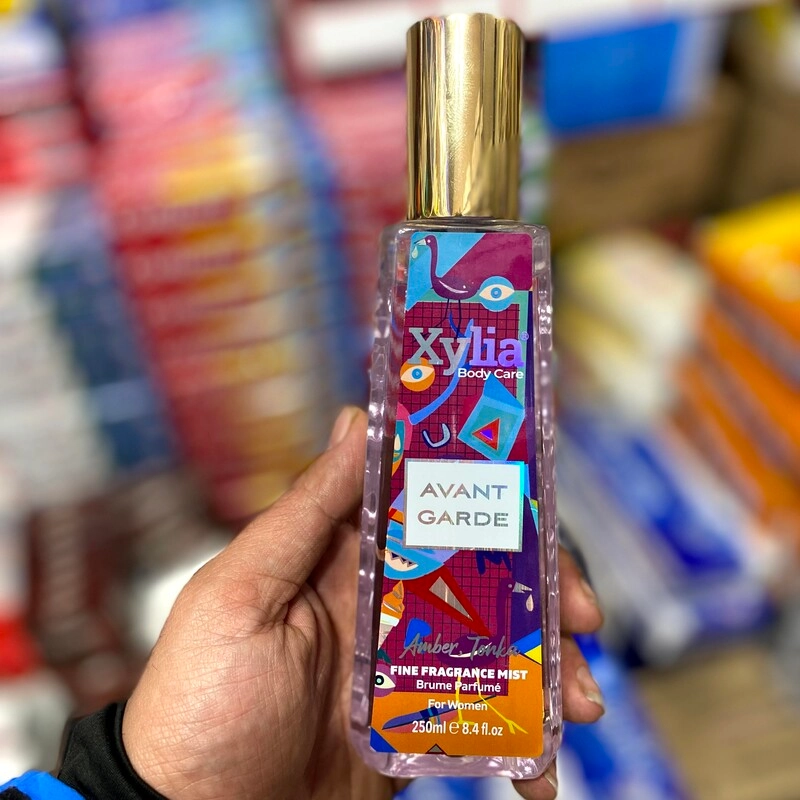 Xylia®
Body Care
AVANT
GARDE
Amber, Tonka
FINE FRAGRANCE MIST
Brume Parfumé
For Women
250ml ℮ 8.4 fl.oz